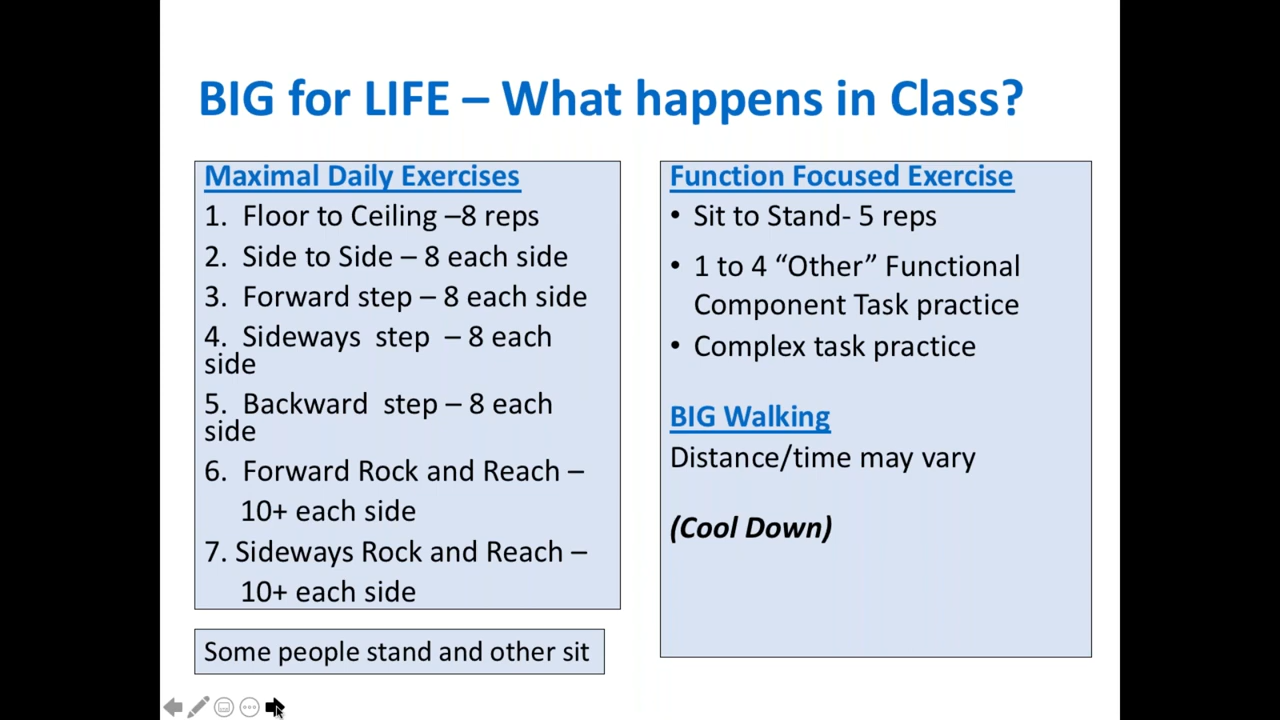 BIG for LIFE – What happens in Class?
Maximal Daily Exercises
1. Floor to Ceiling –8 reps
2. Side to Side – 8 each side
3. Forward step – 8 each side
4. Sideways step – 8 each
side
5. Backward step – 8 each
side
6. Forward Rock and Reach –
10+ each side
7. Sideways Rock and Reach –
10+ each side
Some people stand and other sit
Function Focused Exercise
• Sit to Stand- 5 reps
• 1 to 4 “Other” Functional
Component Task practice
• Complex task practice
BIG Walking
Distance/time may vary
(Cool Down)